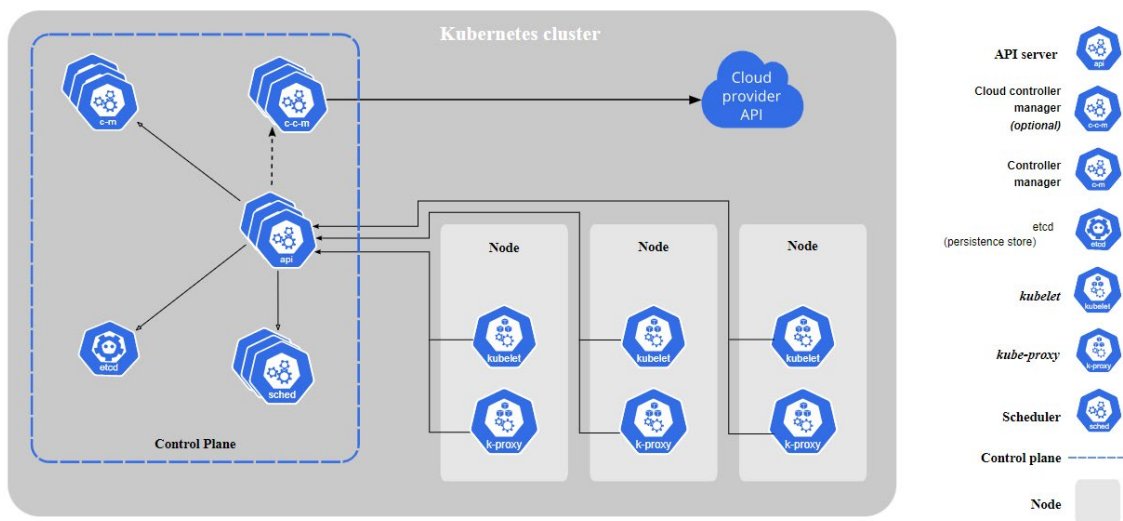 Kubernetes cluster
c-m
c-c-m
Cloud
provider
API
api
etcd
sched
Control Plane
Node
kubelet
k-proxy
Node
kubelet
k-proxy
Node
kubelet
k-proxy
API server
api
Cloud controller
manager
(optional)
c-c-m
Controller
manager
c-m
etcd
(persistence store)
etcd
kubelet
kubelet
kube-proxy
k-proxy
Scheduler
sched
Control plane
Node